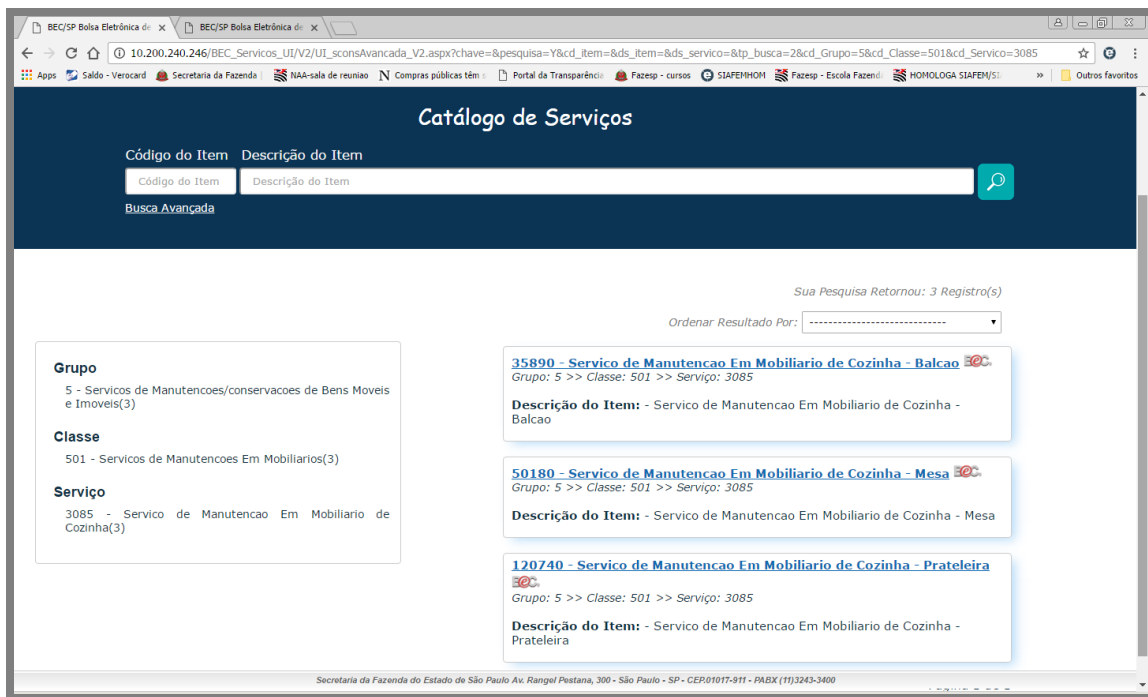 BEC/SP Bolsa Eletrônica de
BEC/SP Bolsa Eletrônica de
10.200.240.246/BEC_Servicos_UI/V2/UI_sconsAvancada_V2.aspx?chave=&pesquisa=Y&cd_item=&ds_item=&ds_servico=&tp_busca=2&cd_Grupo=5&cd_Classe=501&cd_Servico=3085
Apps Saldo - Verocard Secretaria da Fazenda NAA-sala de reuniao Compras públicas têm s Portal da Transparência Fazesp - cursos SIAFEMHOM Fazesp - Escola Fazend HOMOLOGA SIAFEM/SI » Outros favoritos
Catálogo de Serviços
Código do Item Descrição do Item
Código do Item Descrição do Item
Busca Avançada
Sua Pesquisa Retornou: 3 Registro(s)
Ordenar Resultado Por: ----------------------------
Grupo
5 - Servicos de Manutencoes/conservacoes de Bens Moveis
e Imoveis(3)
Classe
501 - Servicos de Manutencoes Em Mobiliarios(3)
Serviço
3085 - Servico de Manutencao Em Mobiliario de
Cozinha(3)
35890 - Servico de Manutencao Em Mobiliario de Cozinha - Balcao BEC
Grupo: 5 >> Classe: 501 >> Serviço: 3085
Descrição do Item: - Servico de Manutencao Em Mobiliario de Cozinha -
Balcao
50180 - Servico de Manutencao Em Mobiliario de Cozinha - Mesa BEC
Grupo: 5 >> Classe: 501 >> Serviço: 3085
Descrição do Item: - Servico de Manutencao Em Mobiliario de Cozinha - Mesa
120740 - Servico de Manutencao Em Mobiliario de Cozinha - Prateleira
BEC
Grupo: 5 >> Classe: 501 >> Serviço: 3085
Descrição do Item: - Servico de Manutencao Em Mobiliario de Cozinha -
Prateleira
Secretaria da Fazenda do Estado de São Paulo Av. Rangel Pestana, 300 - São Paulo - SP - CEP.01017-911 - PABX (11)3243-3400